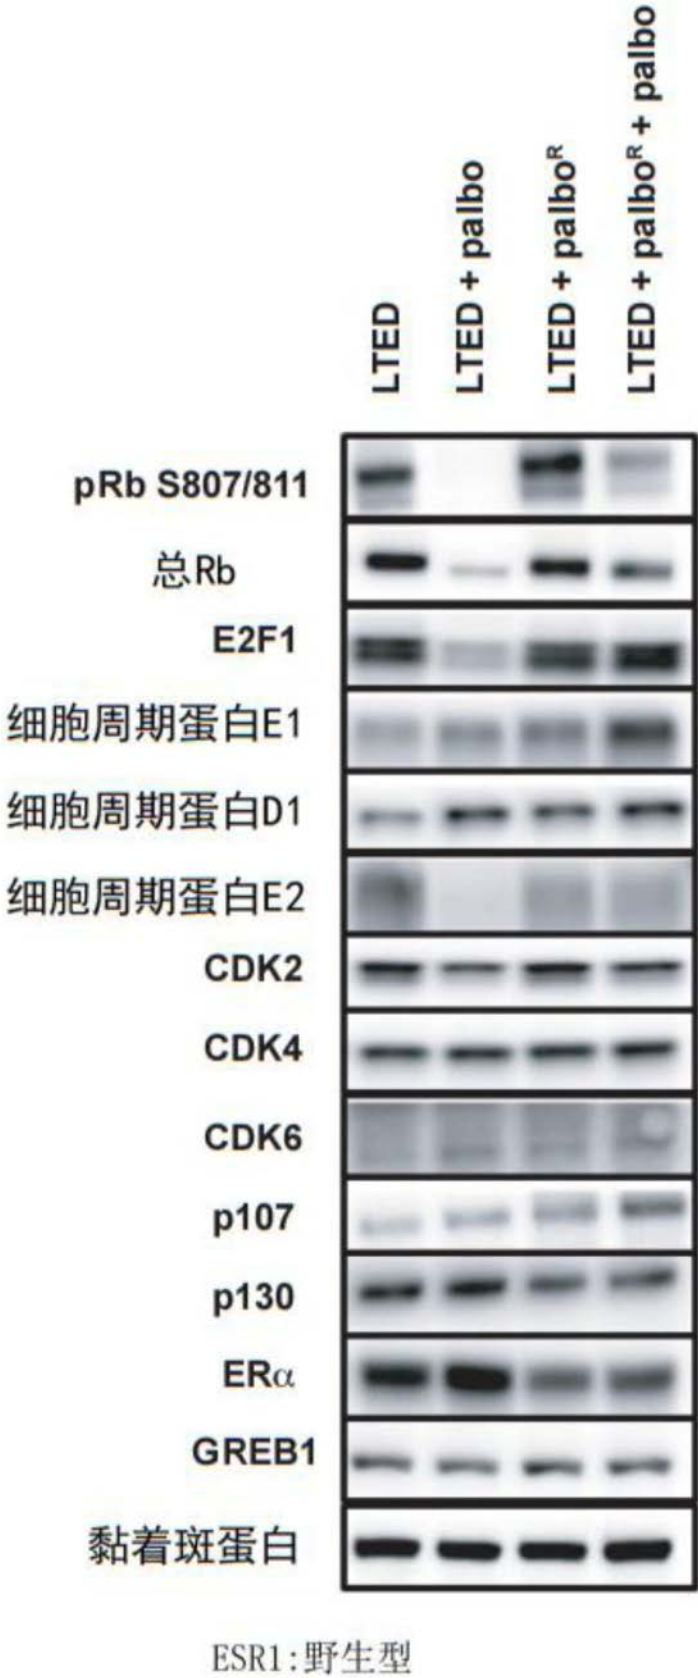 LTED
LTED + palbo
LTED + palboᴿ
LTED + palboᴿ + palbo
pRb S807/811
总Rb
E2F1
细胞周期蛋白E1
细胞周期蛋白D1
细胞周期蛋白E2
CDK2
CDK4
CDK6
p107
p130
ERα
GREB1
黏着斑蛋白
ESR1:野生型